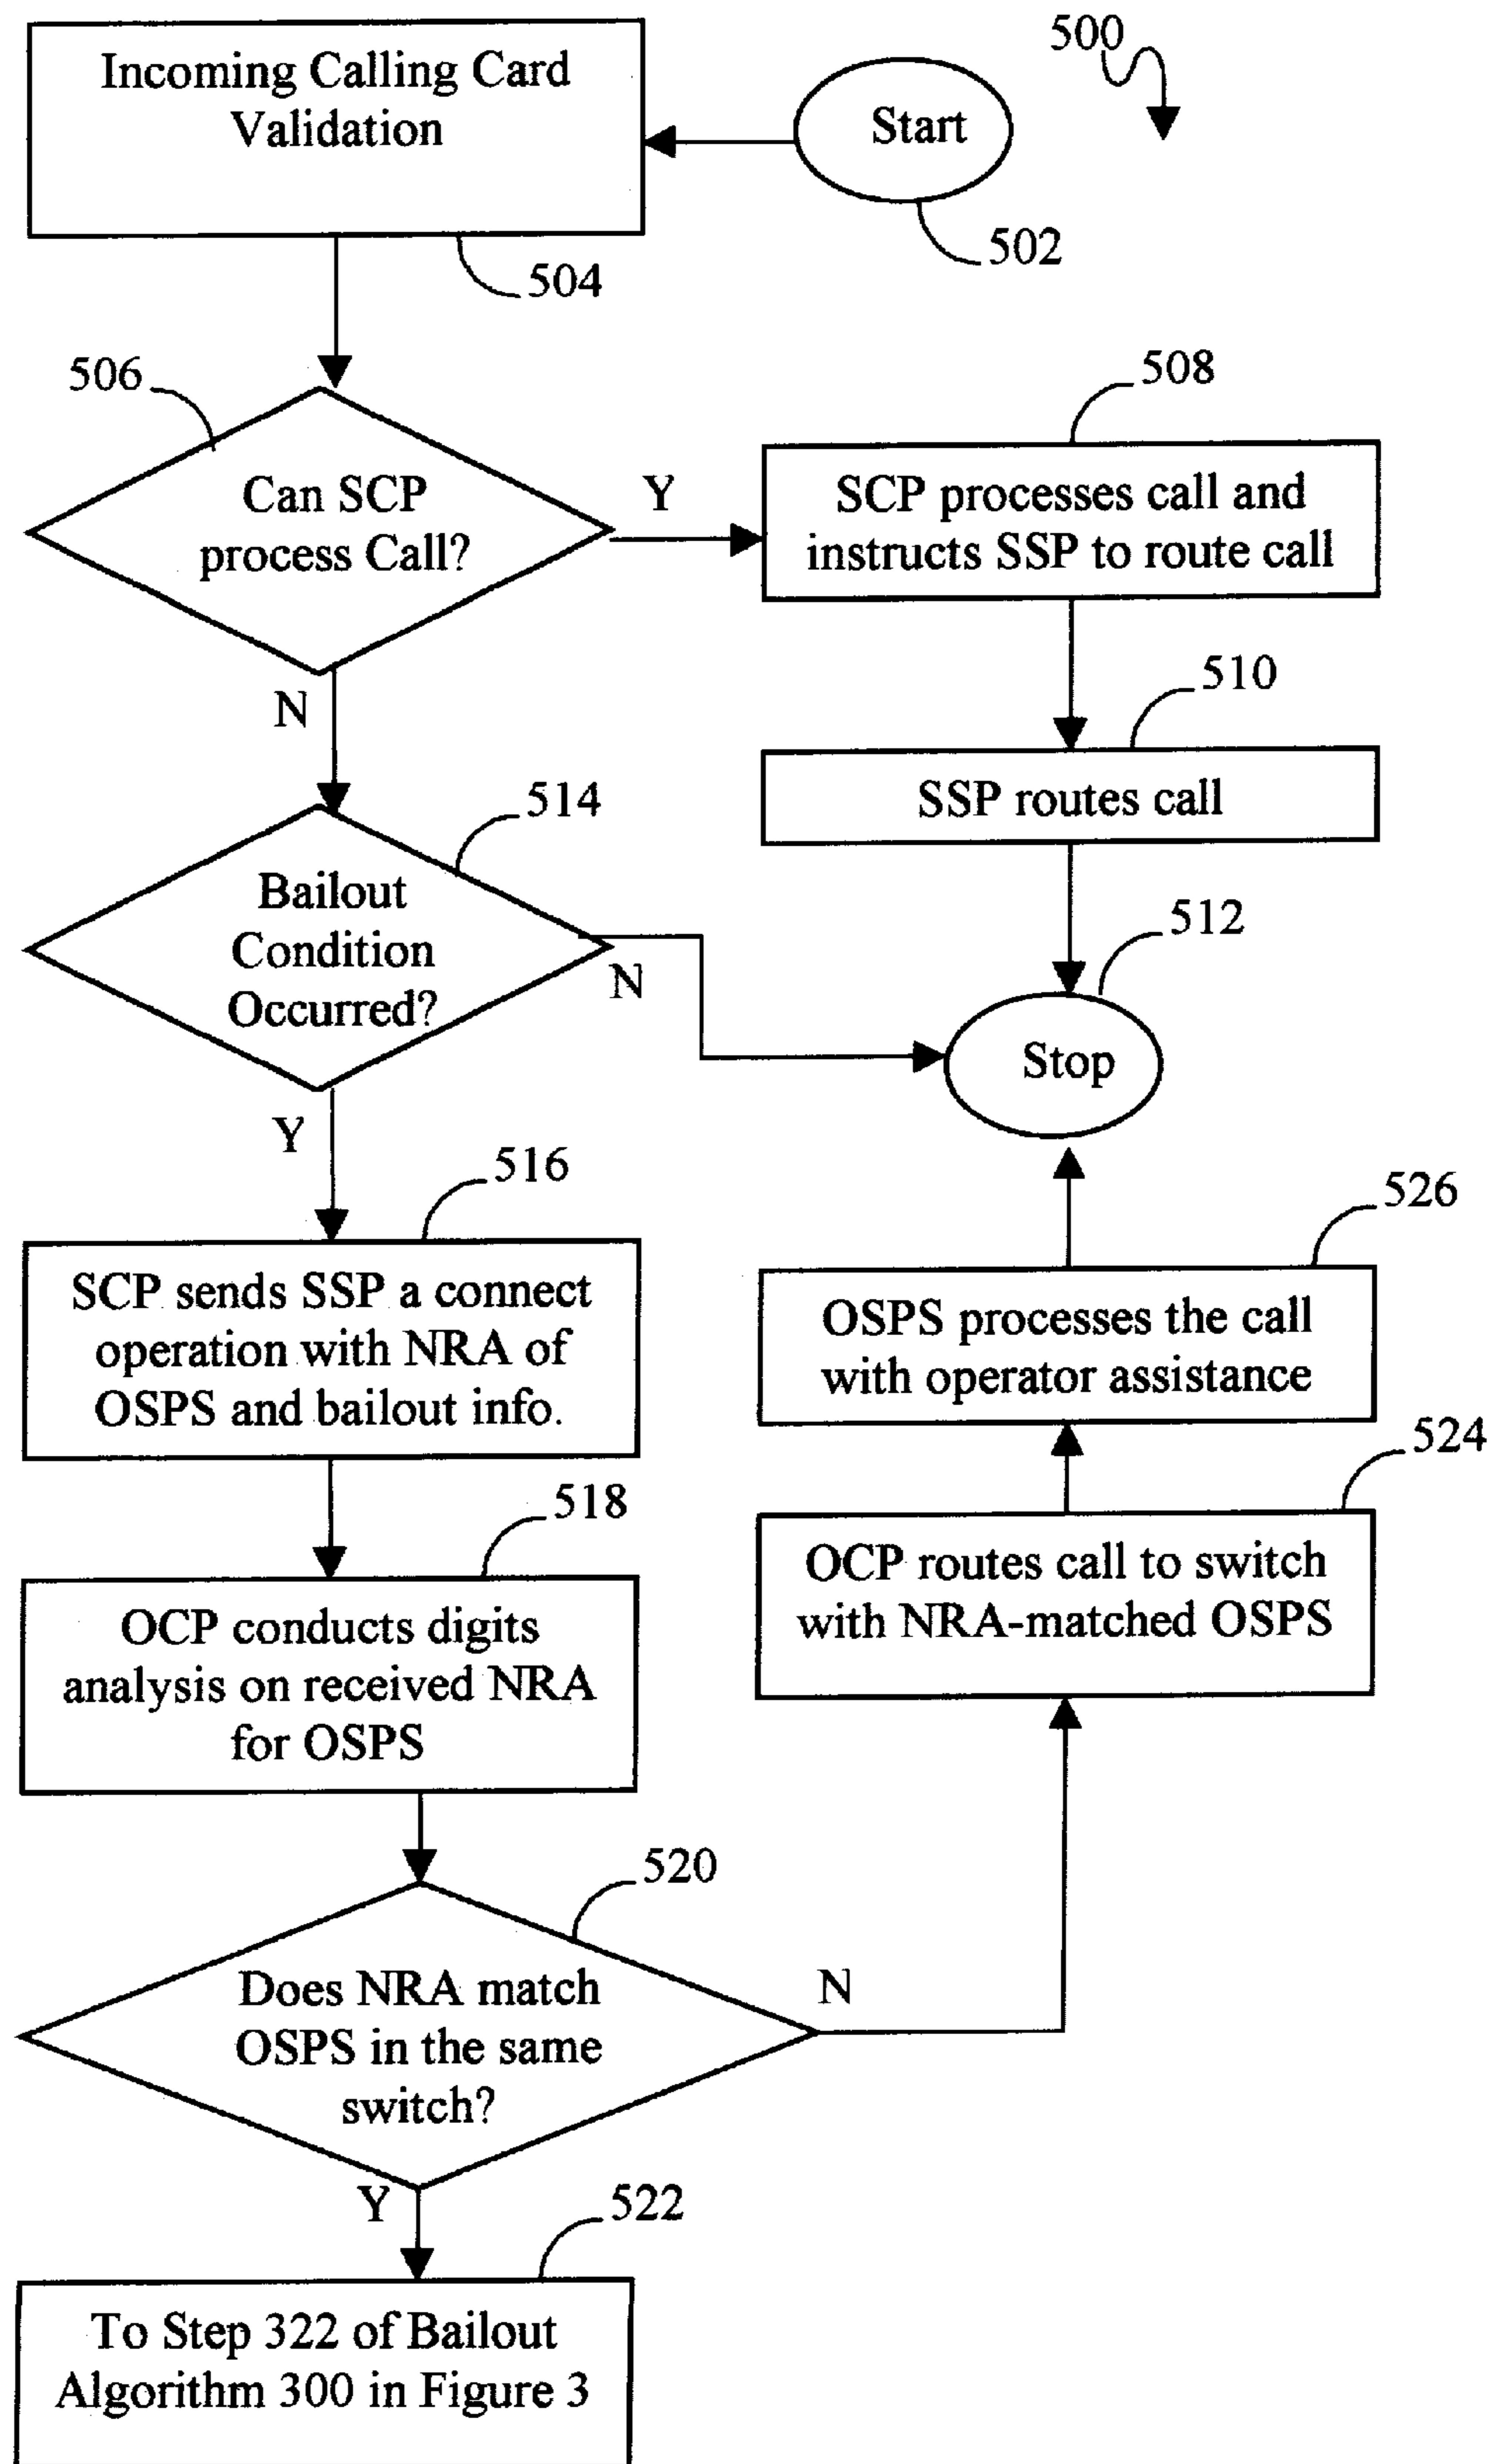 500
Start
502
Incoming Calling Card
Validation
504
506
Can SCP
process Call?
Y
N
508
SCP processes call and
instructs SSP to route call
510
SSP routes call
512
Stop
514
Bailout
Condition
Occurred?
N
Y
516
SCP sends SSP a connect
operation with NRA of
OSPS and bailout info.
518
OCP conducts digits
analysis on received NRA
for OSPS
520
Does NRA match
OSPS in the same
switch?
N
Y
522
To Step 322 of Bailout
Algorithm 300 in Figure 3
524
OCP routes call to switch
with NRA-matched OSPS
526
OSPS processes the call
with operator assistance